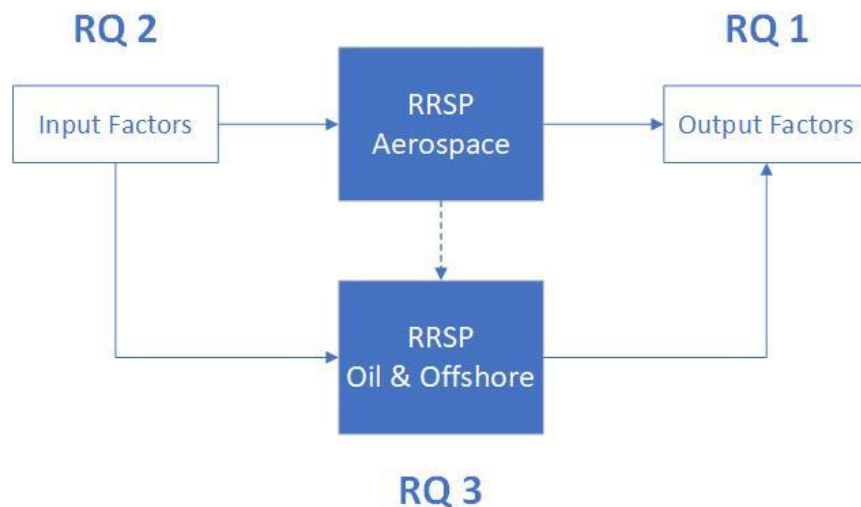 RQ 2
RQ 1
Input Factors
RRSP
Aerospace
Output Factors
RRSP
Oil & Offshore
RQ 3